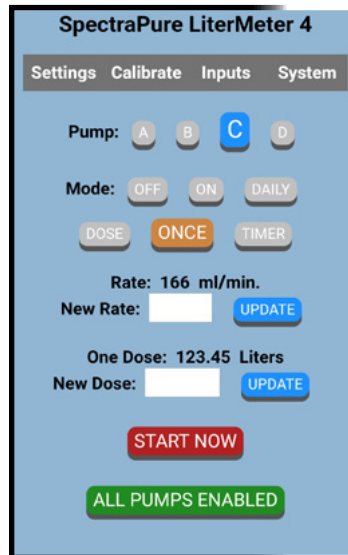 SpectraPure LiterMeter 4
Settings Calibrate Inputs System
Pump: A B C D
Mode: OFF ON DAILY
DOSE ONCE TIMER
Rate: 166 ml/min.
New Rate: UPDATE
One Dose: 123.45 Liters
New Dose: UPDATE
START NOW
ALL PUMPS ENABLED